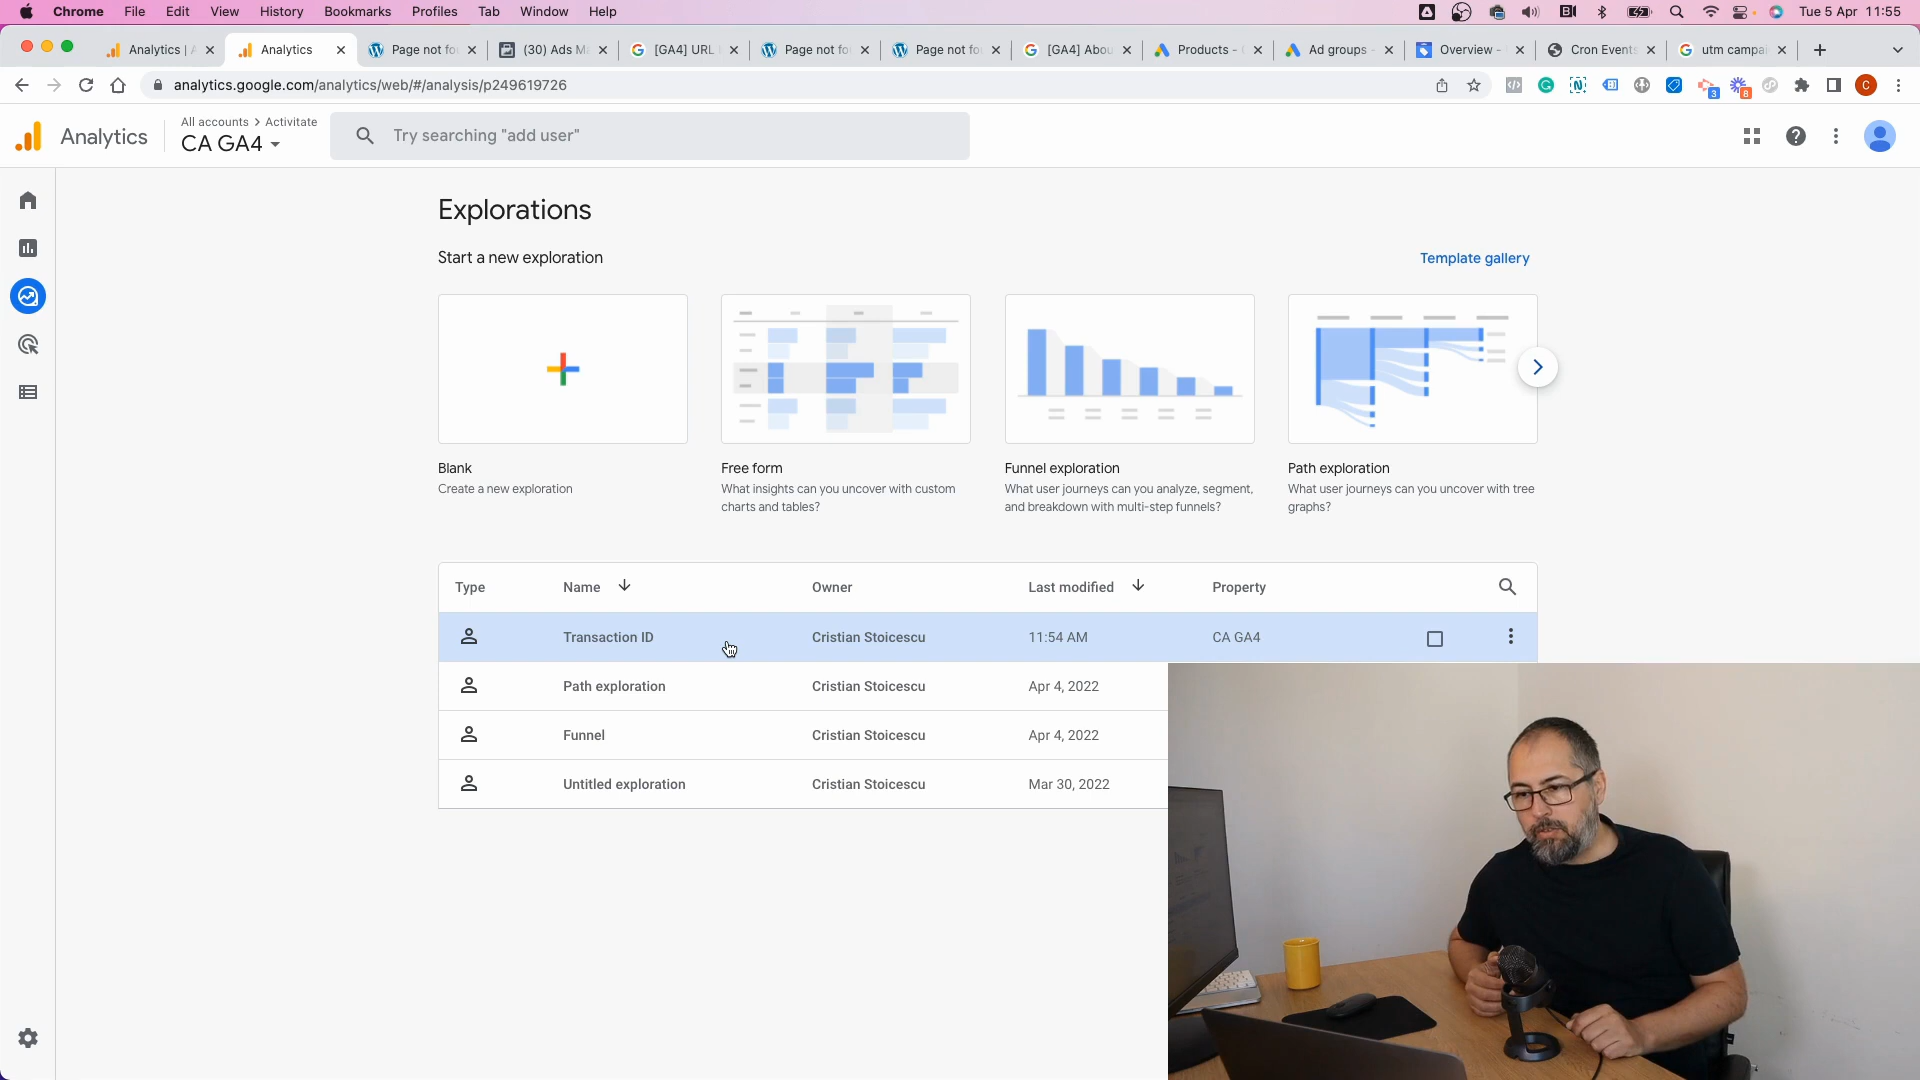 Chrome File Edit View History Bookmarks Profiles Tab Window Help Tue 5 Apr 11:55
Analytics | A Analytics Page not fo (30) Ads Ma [GA4] URL Page not fo Page not fo [GA4] Abou Products - Ad groups - Overview - Cron Events utm campai
analytics.google.com/analytics/web/#/analysis/p249619726
3 8 C
All accounts > Activitate
Analytics CA GA4 Try searching "add user"
Explorations
Start a new exploration Template gallery
Blank Free form Funnel exploration Path exploration
Create a new exploration What insights can you uncover with custom What user journeys can you analyze, segment, What user journeys can you uncover with tree
charts and tables? and breakdown with multi-step funnels? graphs?
Type Name Owner Last modified Property
Transaction ID Cristian Stoicescu 11:54 AM CA GA4
Path exploration Cristian Stoicescu Apr 4, 2022
Funnel Cristian Stoicescu Apr 4, 2022
Untitled exploration Cristian Stoicescu Mar 30, 2022